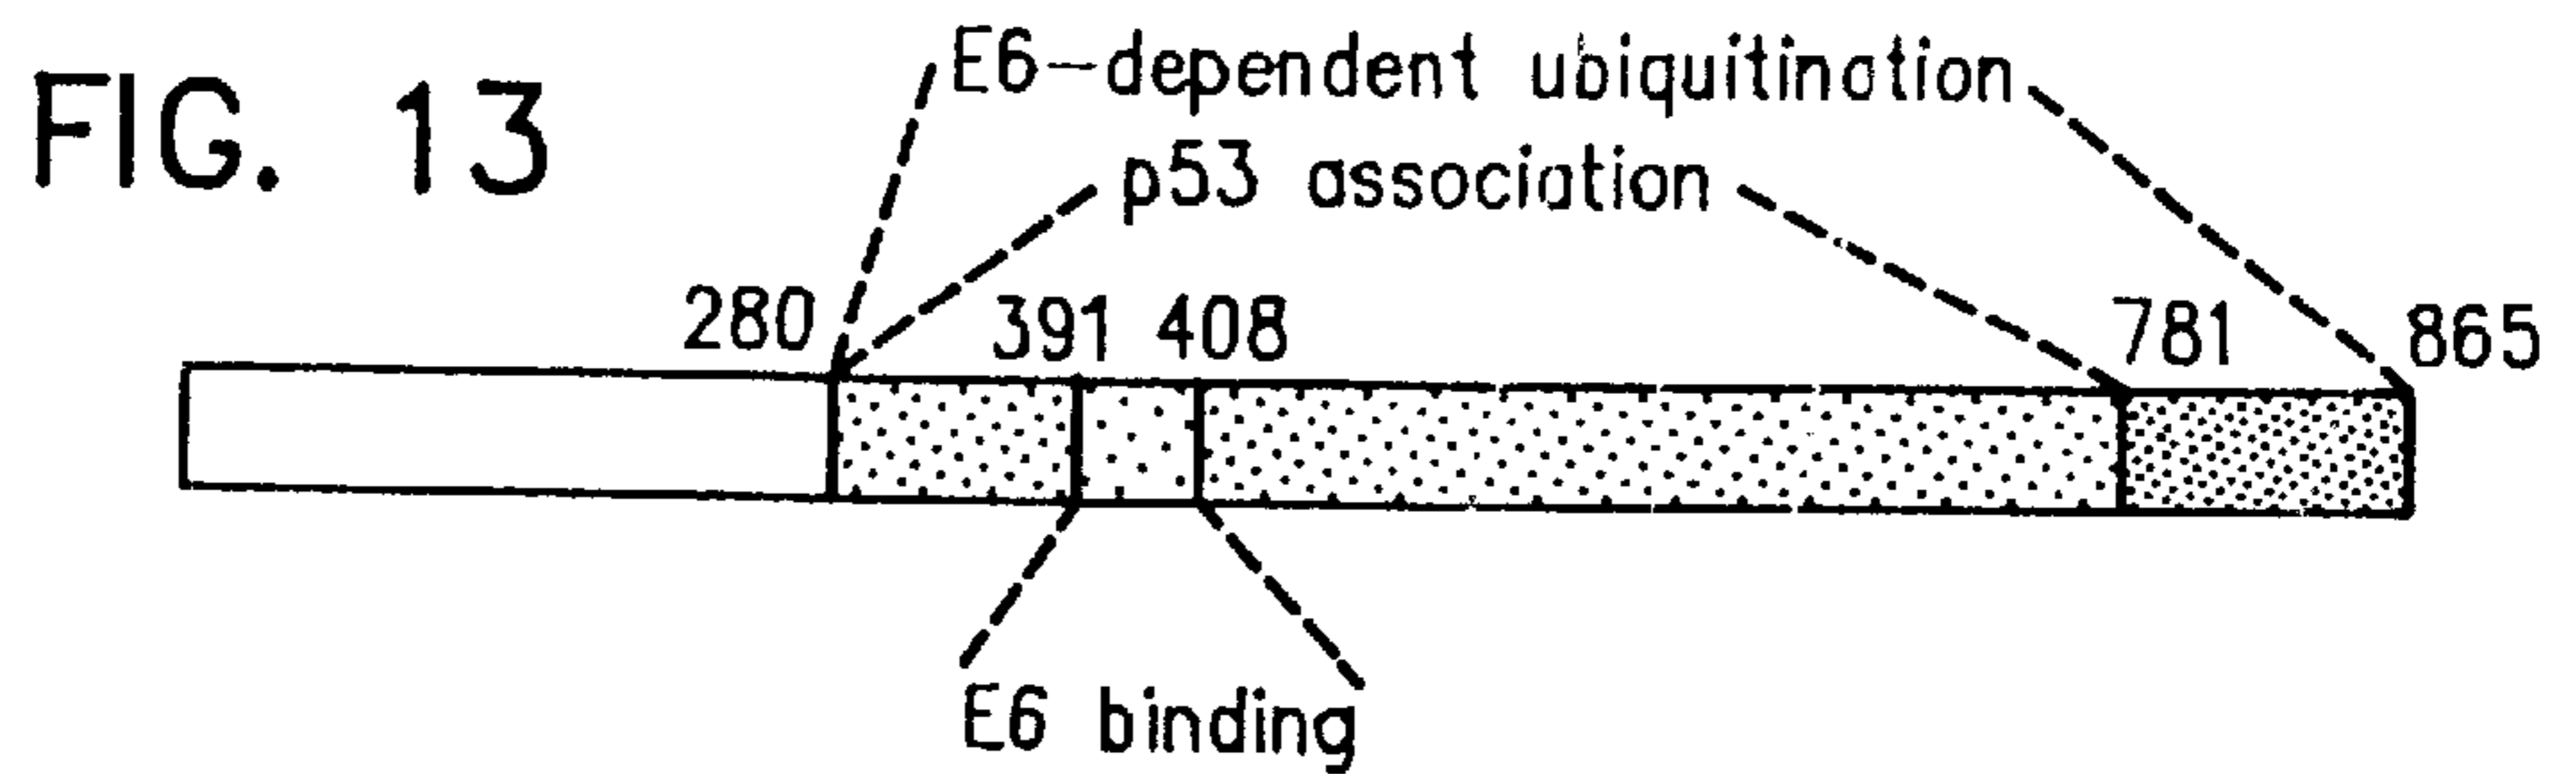 FIG. 13
E6-dependent ubiquitination
p53 association
280 391 408 781 865
E6 binding